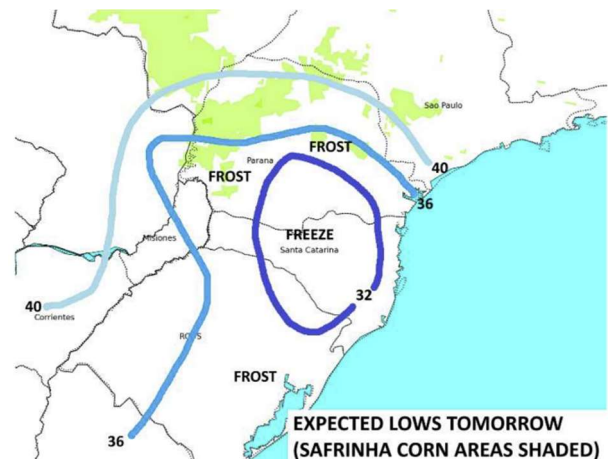 Sao Paulo
FROST
Parana
40
FROST
36
FREEZE
Misiones
Santa Catarina
32
40
Corrientes
FROST
36
EXPECTED LOWS TOMORROW
(SAFRINHA CORN AREAS SHADED)